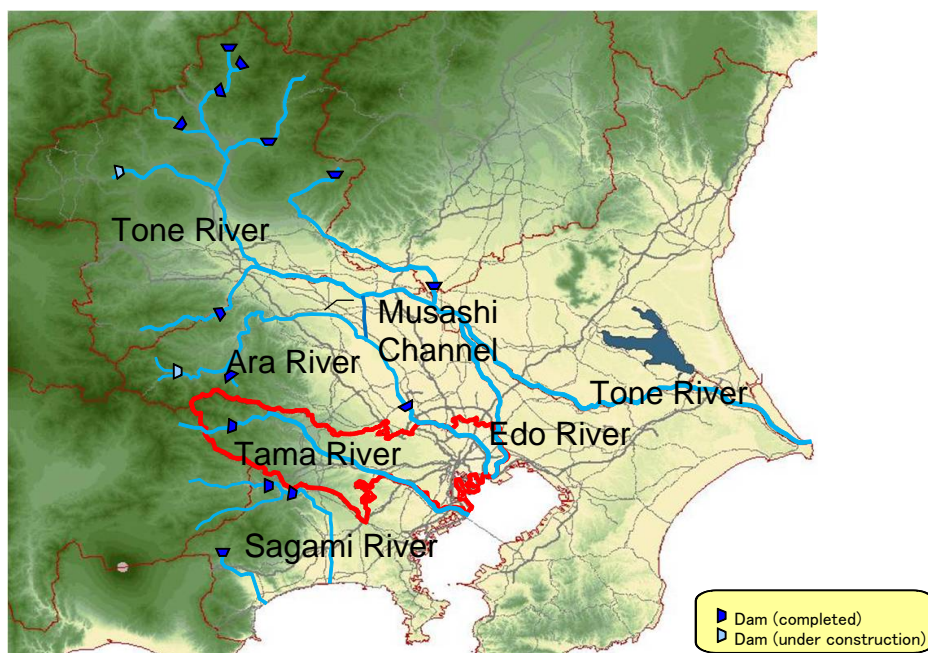 Tone River
Musashi
Channel
Ara River
Tone River
Edo River
Tama River
Sagami River
Dam (completed)
Dam (under construction)